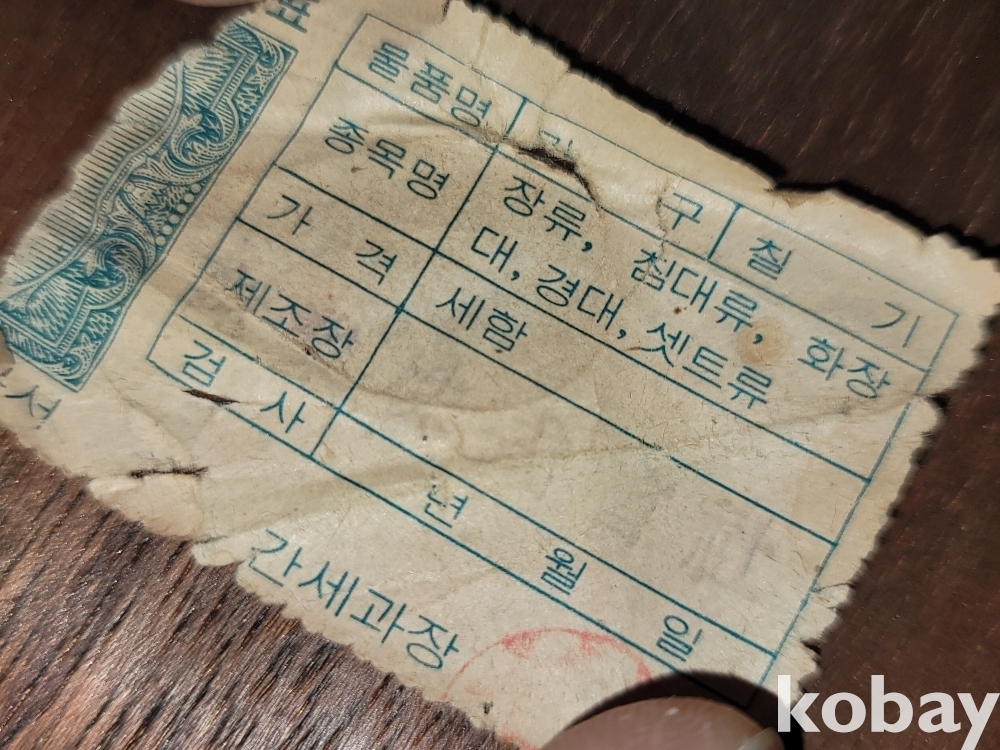 표
물품명 가 구 칠 기
종목명 장류, 침대류, 화장
대, 경대, 셋트류
가 격 세함
제조장
검 사 년 월 일
간세과장
서
kobay